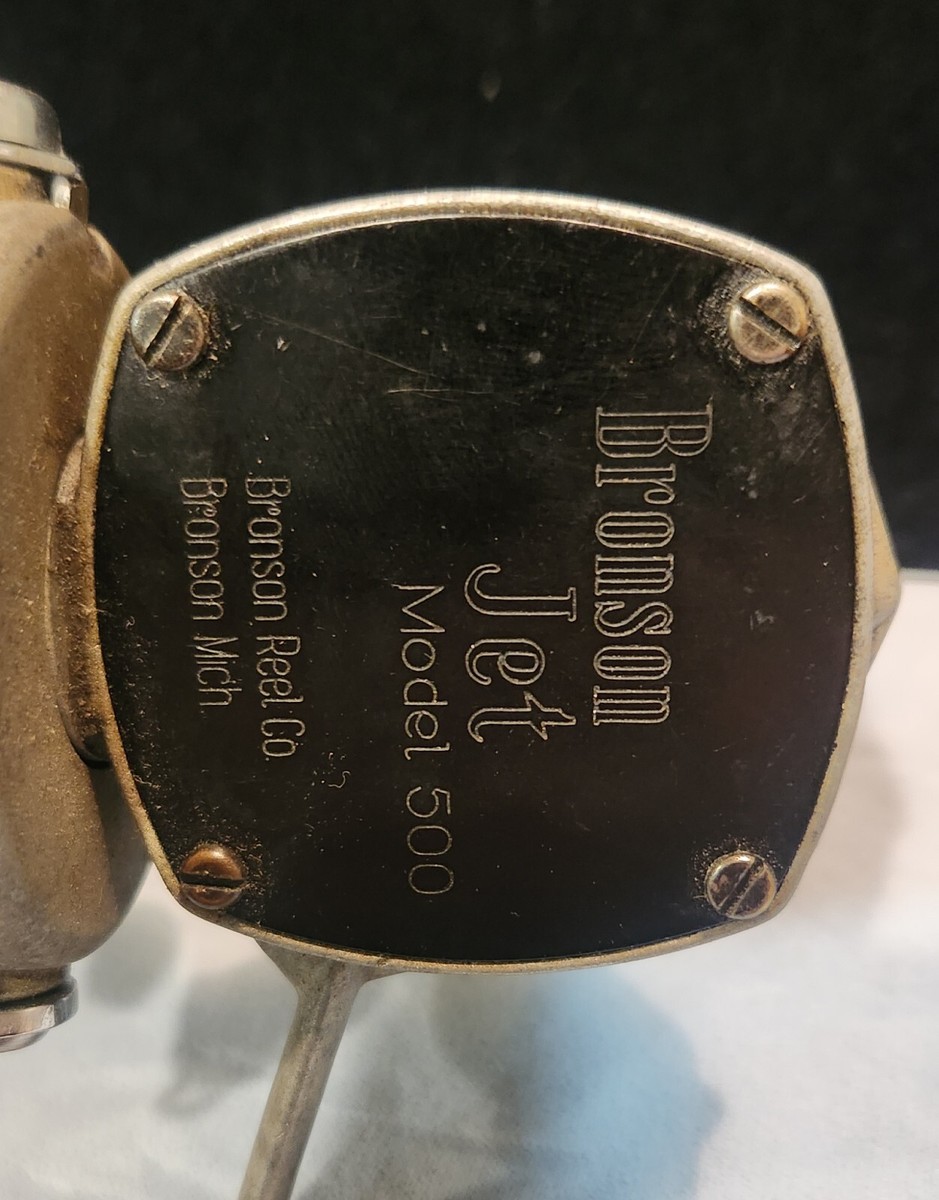 Bronson
Jet
Model 500
Bronson Reel Co.
Bronson Mich.